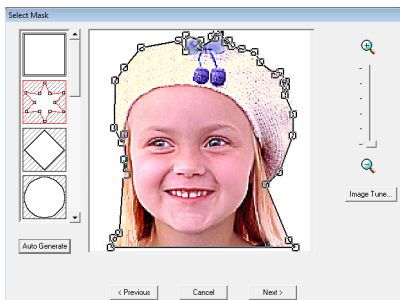 Select Mask
Image Tune...
Auto Generate
< Previous
Cancel
Next >